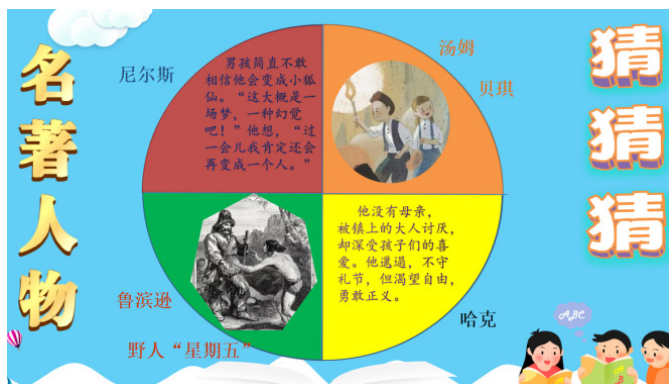 名著人物
猜猜猜
尼尔斯
男孩简直不敢
相信他会变成小狐
仙。“这大概是一
场梦，一种幻觉
吧！”他想，“过
一会儿我肯定还会
再变成一个人。”
汤姆
贝琪
鲁滨逊
野人“星期五”
他没有母亲，
被镇上的大人讨厌，
却深受孩子们的喜
爱。他邋遢，不守
礼节，但渴望自由，
勇敢正义。
哈克
ABC